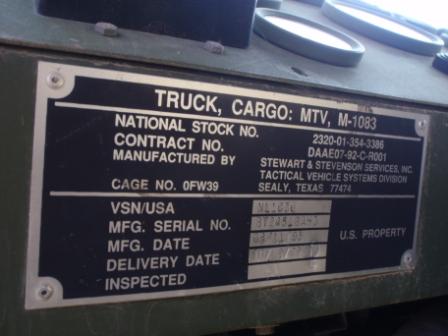 TRUCK, CARGO: MTV, M-1083
NATIONAL STOCK NO. 2320-01-354-3386
CONTRACT NO. DAAE07-92-C-R001
MANUFACTURED BY STEWART & STEVENSON SERVICES, INC.
TACTICAL VEHICLE SYSTEMS DIVISION
CAGE NO. 0FW39 SEALY, TEXAS 77474
VSN/USA
MFG. SERIAL NO.
MFG. DATE U.S. PROPERTY
DELIVERY DATE
INSPECTED